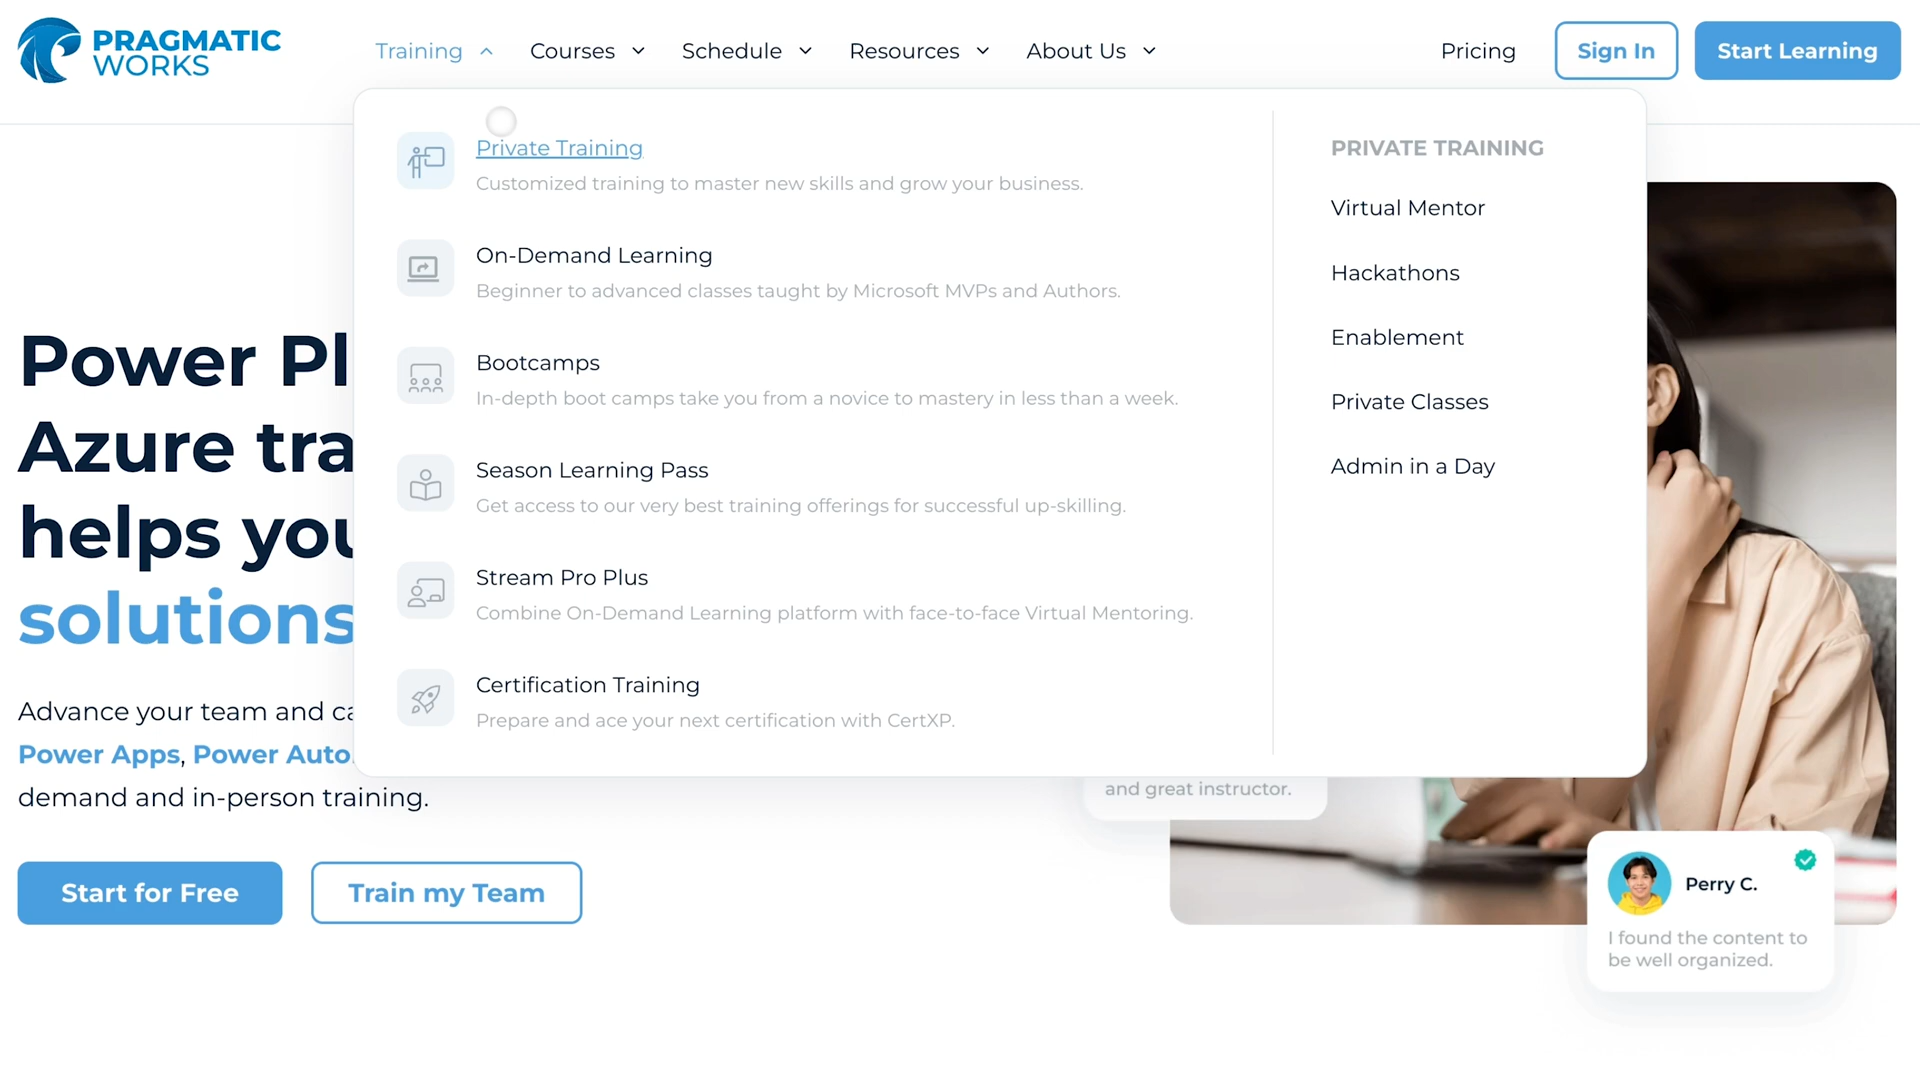 PRAGMATIC
WORKS
Training
Courses
Schedule
Resources
About Us
Pricing
Sign In
Start Learning
Private Training
Customized training to master new skills and grow your business.
On-Demand Learning
Beginner to advanced classes taught by Microsoft MVPs and Authors.
Bootcamps
In-depth boot camps take you from a novice to mastery in less than a week.
Season Learning Pass
Get access to our very best training offerings for successful up-skilling.
Stream Pro Plus
Combine On-Demand Learning platform with face-to-face Virtual Mentoring.
Certification Training
Prepare and ace your next certification with CertXP.
PRIVATE TRAINING
Virtual Mentor
Hackathons
Enablement
Private Classes
Admin in a Day
Power Pl
Azure tra
helps you
solutions
Advance your team and ca
Power Apps, Power Auto
demand and in-person training.
Start for Free
Train my Team
and great instructor.
Perry C.
I found the content to
be well organized.